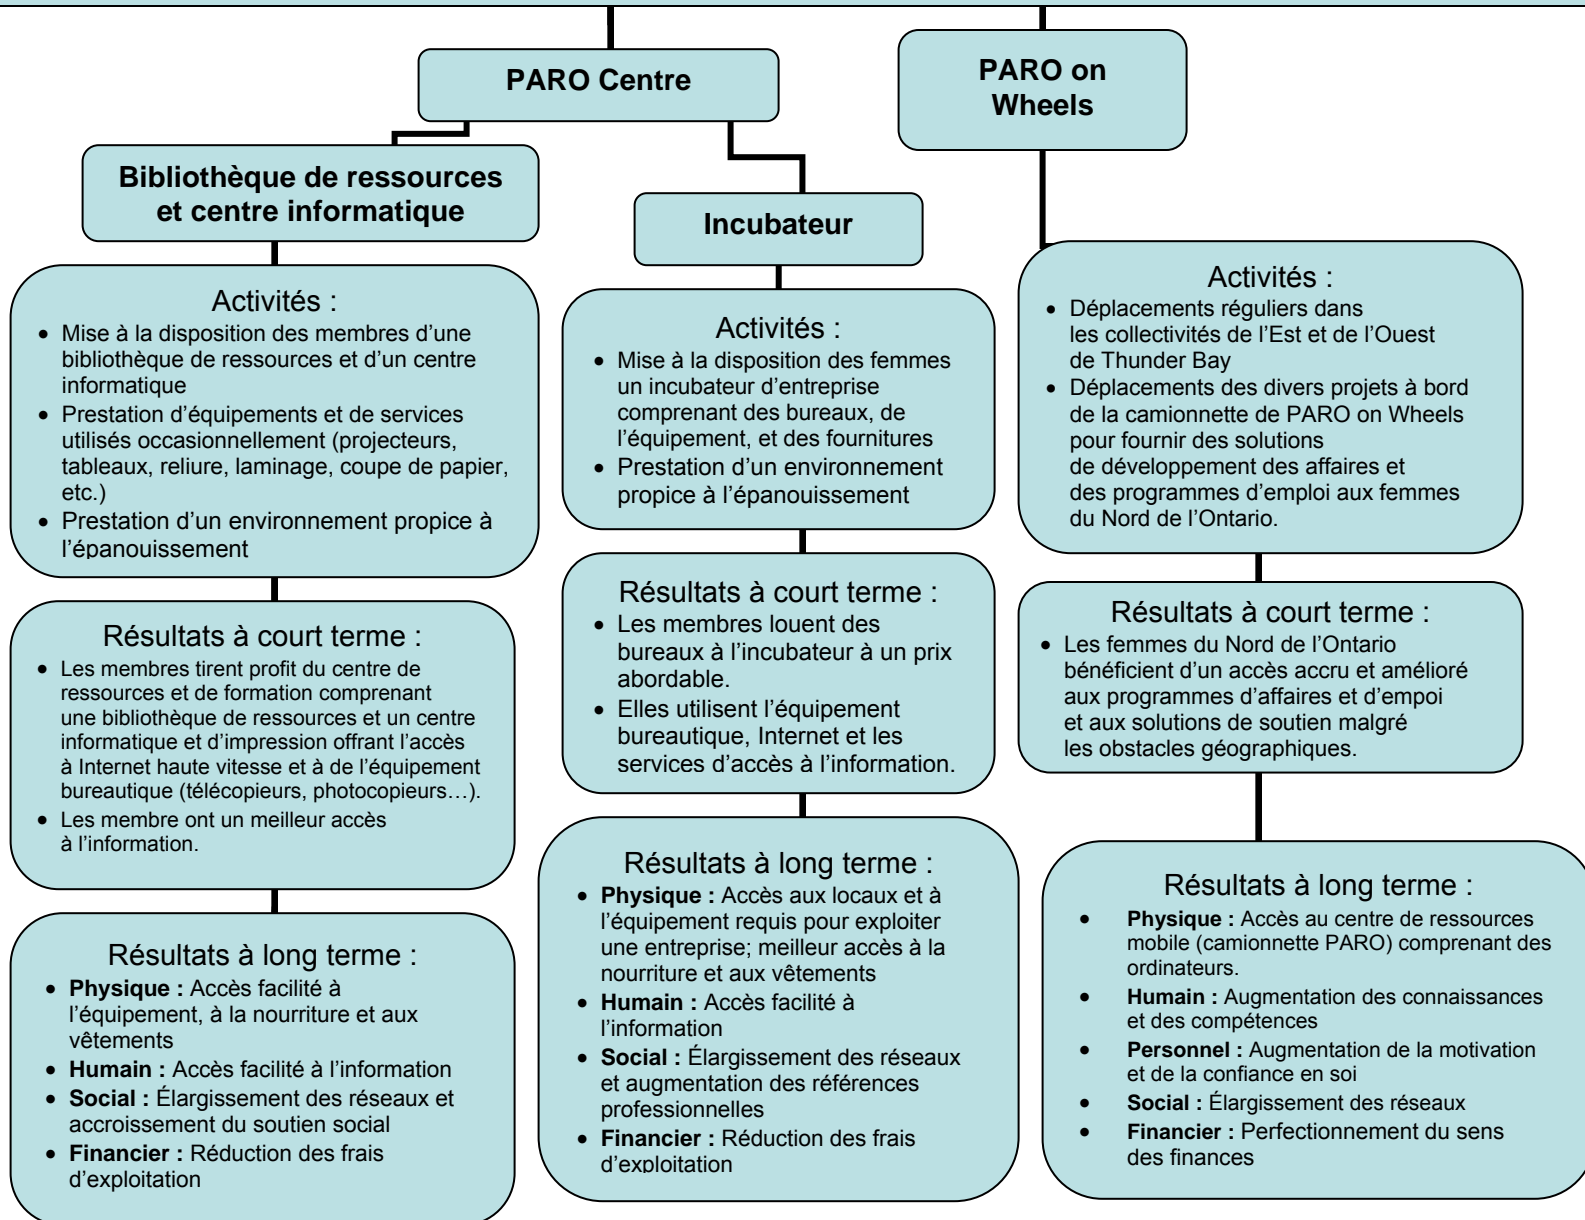 PARO Centre
PARO on
Wheels
Bibliothèque de ressources
et centre informatique
Incubateur
Activités :
• Mise à la disposition des membres d’une
bibliothèque de ressources et d’un centre
informatique
• Prestation d’équipements et de services
utilisés occasionnellement (projecteurs,
tableaux, reliure, laminage, coupe de papier,
etc.)
• Prestation d’un environnement propice à
l’épanouissement
Résultats à court terme :
• Les membres tirent profit du centre de
ressources et de formation comprenant
une bibliothèque de ressources et un centre
informatique et d’impression offrant l’accès
à Internet haute vitesse et à de l’équipement
bureautique (télécopieurs, photocopieurs…).
• Les membre ont un meilleur accès
à l’information.
Résultats à long terme :
• Physique : Accès facilité à
l’équipement, à la nourriture et aux
vêtements
• Humain : Accès facilité à l’information
• Social : Élargissement des réseaux et
accroissement du soutien social
• Financier : Réduction des frais
d’exploitation
Activités :
• Mise à la disposition des femmes
un incubateur d’entreprise
comprenant des bureaux, de
l’équipement, et des fournitures
• Prestation d’un environnement
propice à l’épanouissement
Résultats à court terme :
• Les membres louent des
bureaux à l’incubateur à un prix
abordable.
• Elles utilisent l’équipement
bureautique, Internet et les
services d’accès à l’information.
Résultats à long terme :
• Physique : Accès aux locaux et à
l’équipement requis pour exploiter
une entreprise; meilleur accès à la
nourriture et aux vêtements
• Humain : Accès facilité à
l’information
• Social : Élargissement des réseaux
et augmentation des références
professionnelles
• Financier : Réduction des frais
d’exploitation
Activités :
• Déplacements réguliers dans
les collectivités de l’Est et de l’Ouest
de Thunder Bay
• Déplacements des divers projets à bord
de la camionnette de PARO on Wheels
pour fournir des solutions
de développement des affaires et
des programmes d’emploi aux femmes
du Nord de l’Ontario.
Résultats à court terme :
• Les femmes du Nord de l’Ontario
bénéficient d’un accès accru et amélioré
aux programmes d’affaires et d’empoi
et aux solutions de soutien malgré
les obstacles géographiques.
Résultats à long terme :
• Physique : Accès au centre de ressources
mobile (camionnette PARO) comprenant des
ordinateurs.
• Humain : Augmentation des connaissances
et des compétences
• Personnel : Augmentation de la motivation
et de la confiance en soi
• Social : Élargissement des réseaux
• Financier : Perfectionnement du sens
des finances